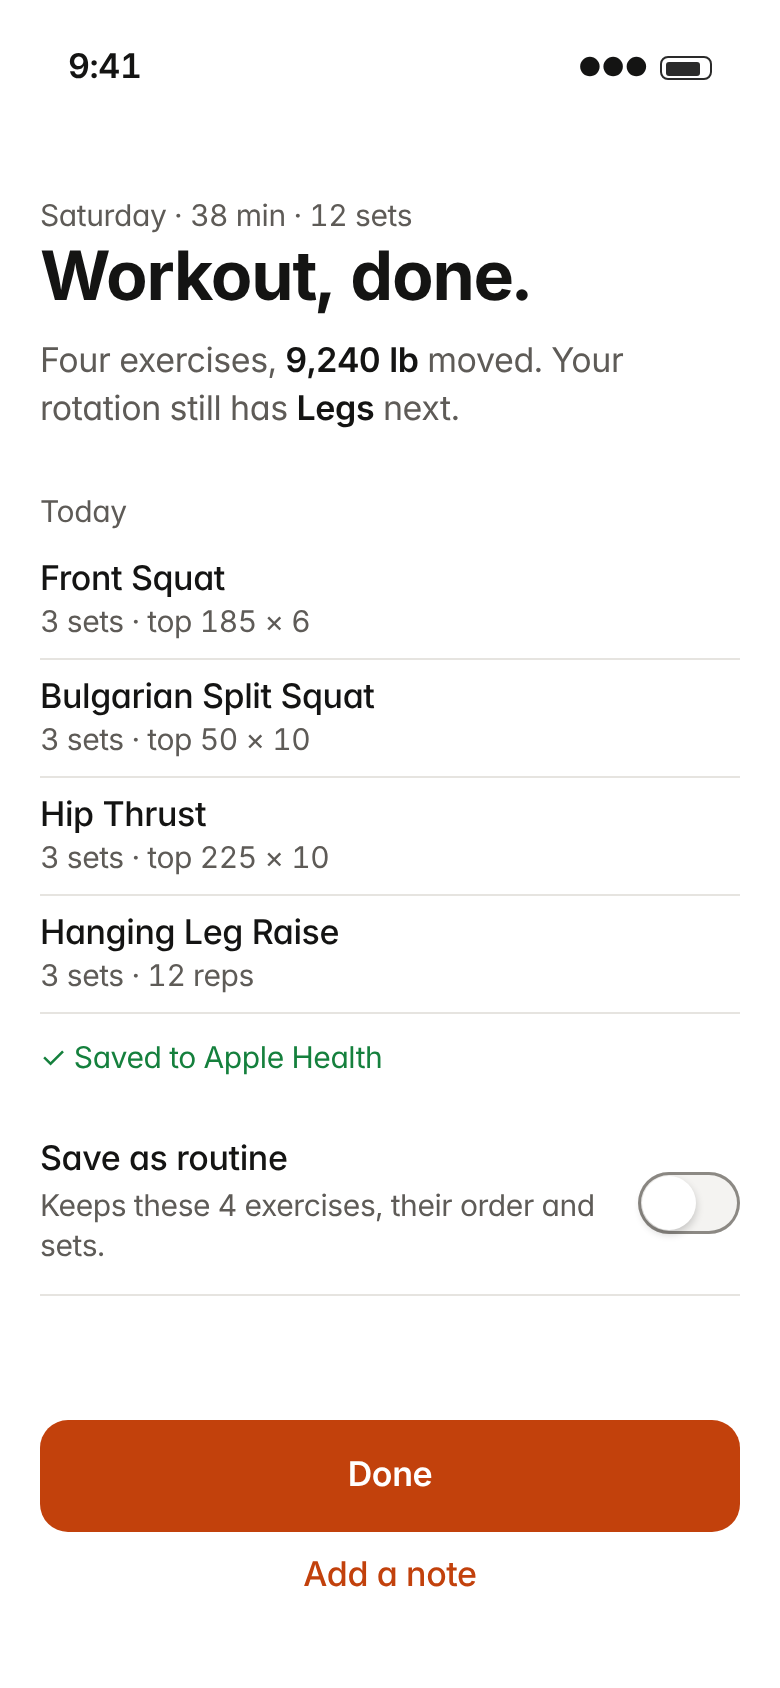 9:41
Saturday · 38 min · 12 sets
Workout, done.
Four exercises, 9,240 lb moved. Your
rotation still has Legs next.
Today
Front Squat
3 sets · top 185 × 6
Bulgarian Split Squat
3 sets · top 50 × 10
Hip Thrust
3 sets · top 225 × 10
Hanging Leg Raise
3 sets · 12 reps
✓ Saved to Apple Health
Save as routine
Keeps these 4 exercises, their order and
sets.
Done
Add a note